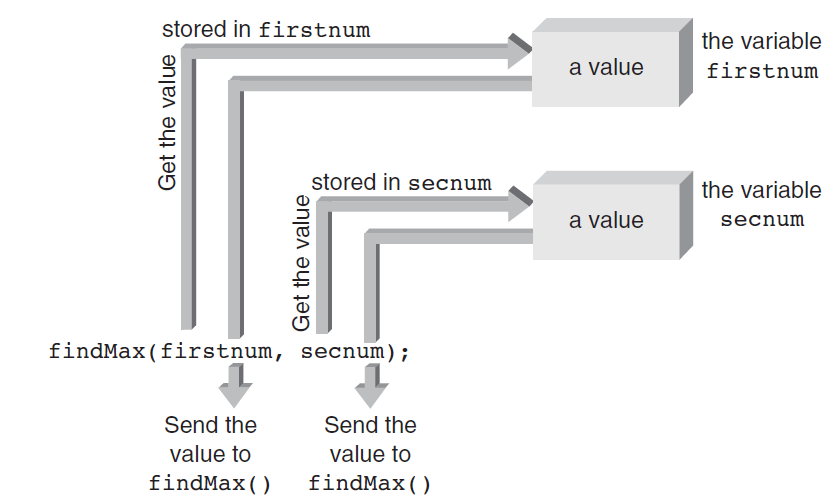 stored in firstnum
Get the value
a value
the variable
firstnum
stored in secnum
Get the value
a value
the variable
secnum
findMax(firstnum, secnum);
Send the
value to
findMax()
Send the
value to
findMax()